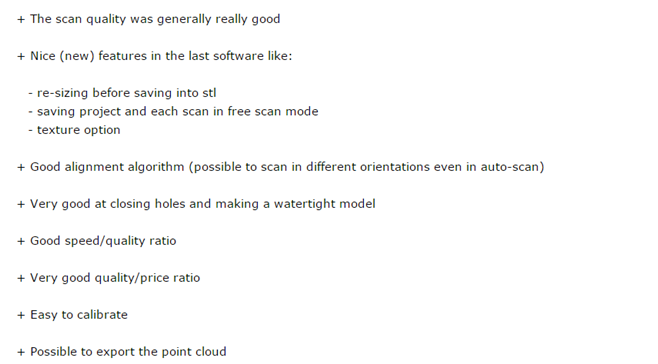 + The scan quality was generally really good
+ Nice (new) features in the last software like:
- re-sizing before saving into stl
- saving project and each scan in free scan mode
- texture option
+ Good alignment algorithm (possible to scan in different orientations even in auto-scan)
+ Very good at closing holes and making a watertight model
+ Good speed/quality ratio
+ Very good quality/price ratio
+ Easy to calibrate
+ Possible to export the point cloud